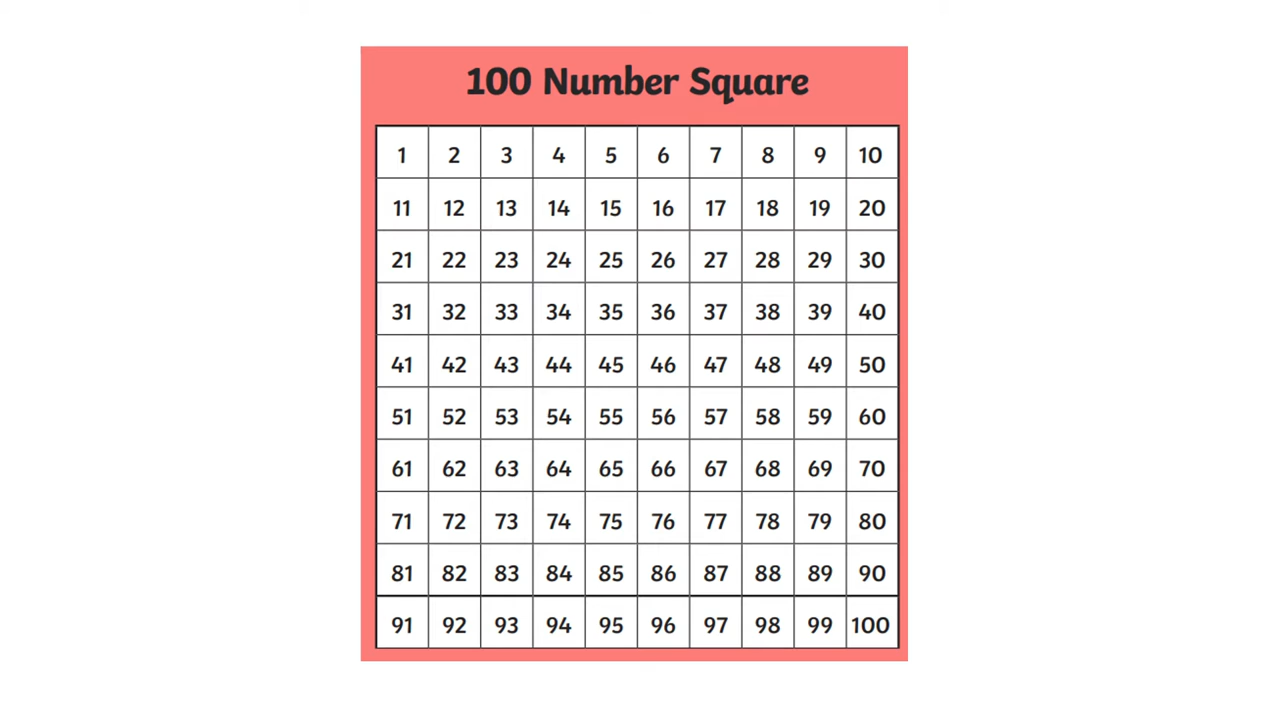 100 Number Square
1 2 3 4 5 6 7 8 9 10
11 12 13 14 15 16 17 18 19 20
21 22 23 24 25 26 27 28 29 30
31 32 33 34 35 36 37 38 39 40
41 42 43 44 45 46 47 48 49 50
51 52 53 54 55 56 57 58 59 60
61 62 63 64 65 66 67 68 69 70
71 72 73 74 75 76 77 78 79 80
81 82 83 84 85 86 87 88 89 90
91 92 93 94 95 96 97 98 99 100